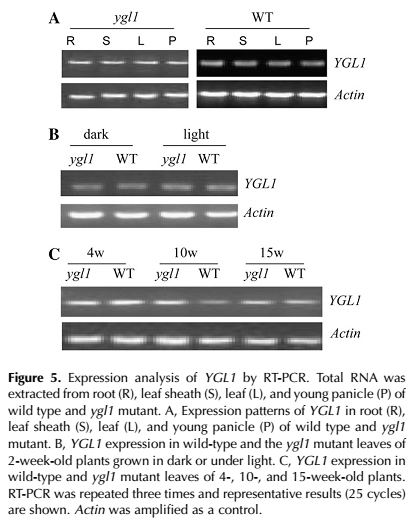 A
ygl1 WT
R S L P R S L P
YGL1
Actin
B
dark light
ygl1 WT ygl1 WT
YGL1
Actin
C
4w 10w 15w
ygl1 WT ygl1 WT ygl1 WT
YGL1
Actin
Figure 5. Expression analysis of YGL1 by RT-PCR. Total RNA was
extracted from root (R), leaf sheath (S), leaf (L), and young panicle (P) of
wild type and ygl1 mutant. A, Expression patterns of YGL1 in root (R),
leaf sheath (S), leaf (L), and young panicle (P) of wild type and ygl1
mutant. B, YGL1 expression in wild-type and the ygl1 mutant leaves of
2-week-old plants grown in dark or under light. C, YGL1 expression in
wild-type and ygl1 mutant leaves of 4-, 10-, and 15-week-old plants.
RT-PCR was repeated three times and representative results (25 cycles)
are shown. Actin was amplified as a control.